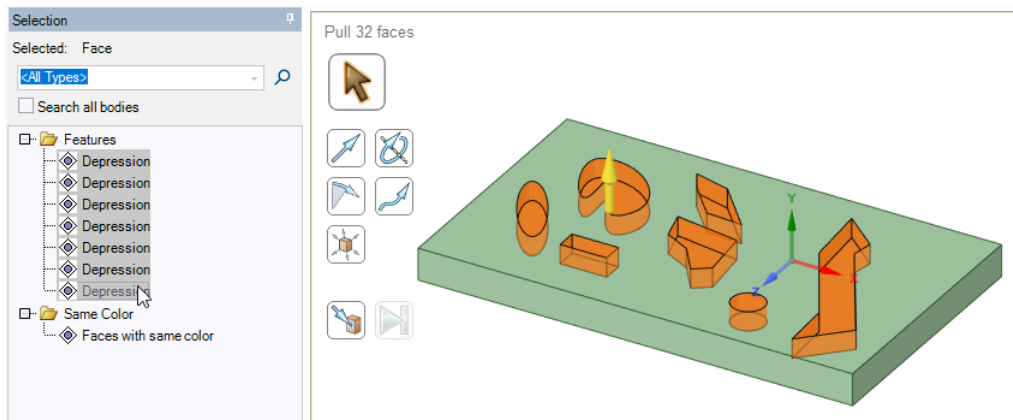 Selection
Selected: Face
<All Types>
Search all bodies
Features
Depression
Depression
Depression
Depression
Depression
Depression
Depression
Same Color
Faces with same color
Pull 32 faces
Y
X
Z